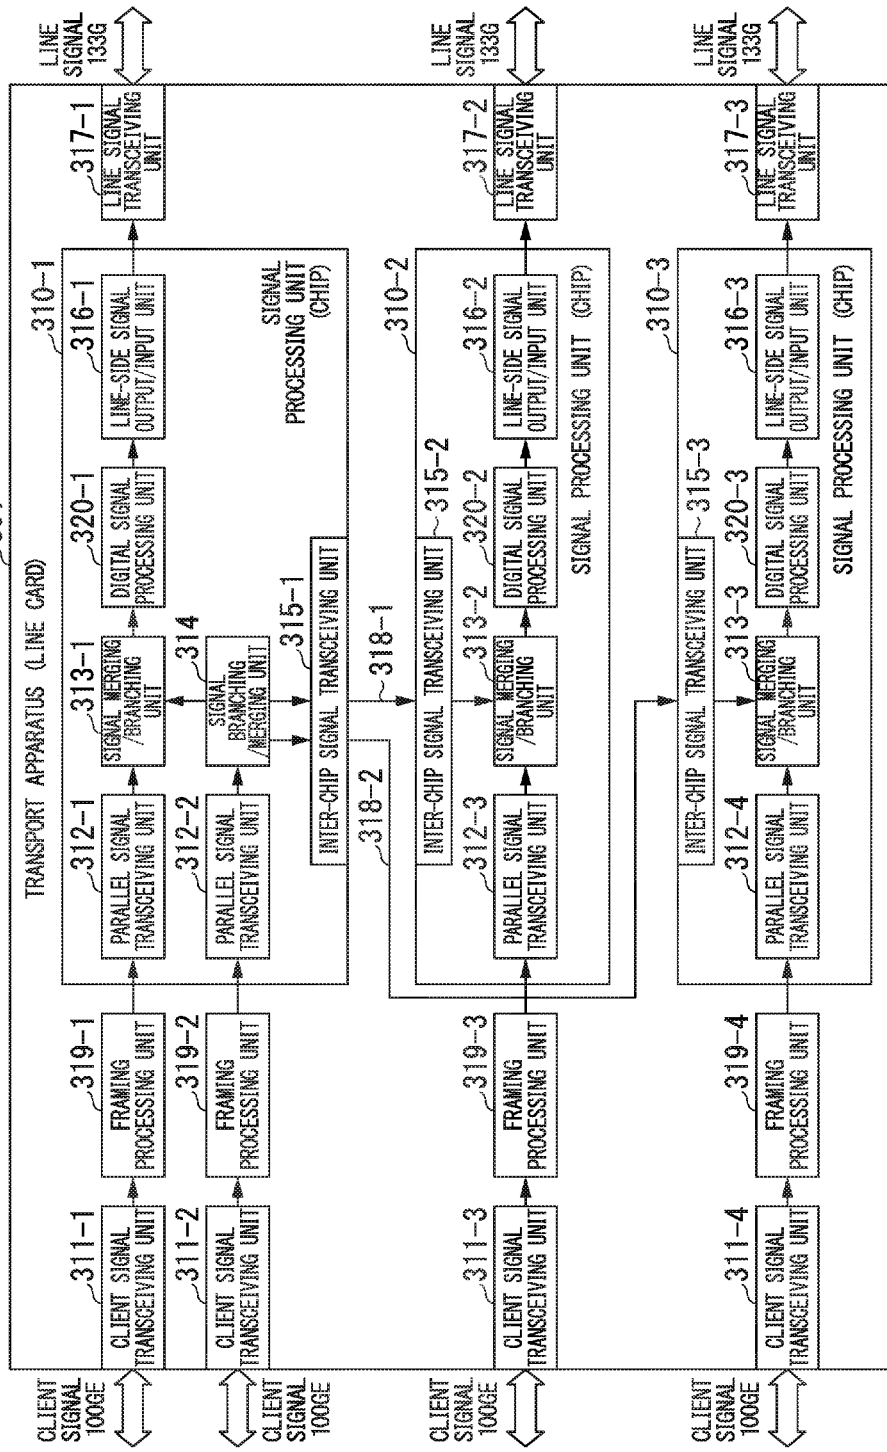 TRANSPORT APPARATUS (LINE CARD)
CLIENT
SIGNAL
100GE
311-1
CLIENT SIGNAL
TRANSCEIVING UNIT
319-1
FRAMING
PROCESSING UNIT
310-1
312-1
PARALLEL SIGNAL
TRANSCEIVING UNIT
313-1
SIGNAL MERGING
/BRANCHING
UNIT
320-1
DIGITAL SIGNAL
PROCESSING UNIT
316-1
LINE-SIDE SIGNAL
OUTPUT/INPUT UNIT
317-1
LINE SIGNAL
TRANSCEIVING
UNIT
LINE
SIGNAL
133G
CLIENT
SIGNAL
100GE
311-2
CLIENT SIGNAL
TRANSCEIVING UNIT
319-2
FRAMING
PROCESSING UNIT
312-2
PARALLEL SIGNAL
TRANSCEIVING UNIT
314
SIGNAL
BRANCHING
/MERGING UNIT
315-1
INTER-CHIP SIGNAL TRANSCEIVING UNIT
SIGNAL
PROCESSING UNIT
(CHIP)
318-1
318-2
310-2
315-2
INTER-CHIP SIGNAL TRANSCEIVING UNIT
CLIENT
SIGNAL
100GE
311-3
CLIENT SIGNAL
TRANSCEIVING UNIT
319-3
FRAMING
PROCESSING UNIT
312-3
PARALLEL SIGNAL
TRANSCEIVING UNIT
313-2
SIGNAL MERGING
/BRANCHING
UNIT
320-2
DIGITAL SIGNAL
PROCESSING UNIT
316-2
LINE-SIDE SIGNAL
OUTPUT/INPUT UNIT
317-2
LINE SIGNAL
TRANSCEIVING
UNIT
LINE
SIGNAL
133G
SIGNAL PROCESSING UNIT (CHIP)
310-3
315-3
INTER-CHIP SIGNAL TRANSCEIVING UNIT
CLIENT
SIGNAL
100GE
311-4
CLIENT SIGNAL
TRANSCEIVING UNIT
319-4
FRAMING
PROCESSING UNIT
312-4
PARALLEL SIGNAL
TRANSCEIVING UNIT
313-3
SIGNAL MERGING
/BRANCHING
UNIT
320-3
DIGITAL SIGNAL
PROCESSING UNIT
316-3
LINE-SIDE SIGNAL
OUTPUT/INPUT UNIT
317-3
LINE SIGNAL
TRANSCEIVING
UNIT
LINE
SIGNAL
133G
SIGNAL PROCESSING UNIT (CHIP)